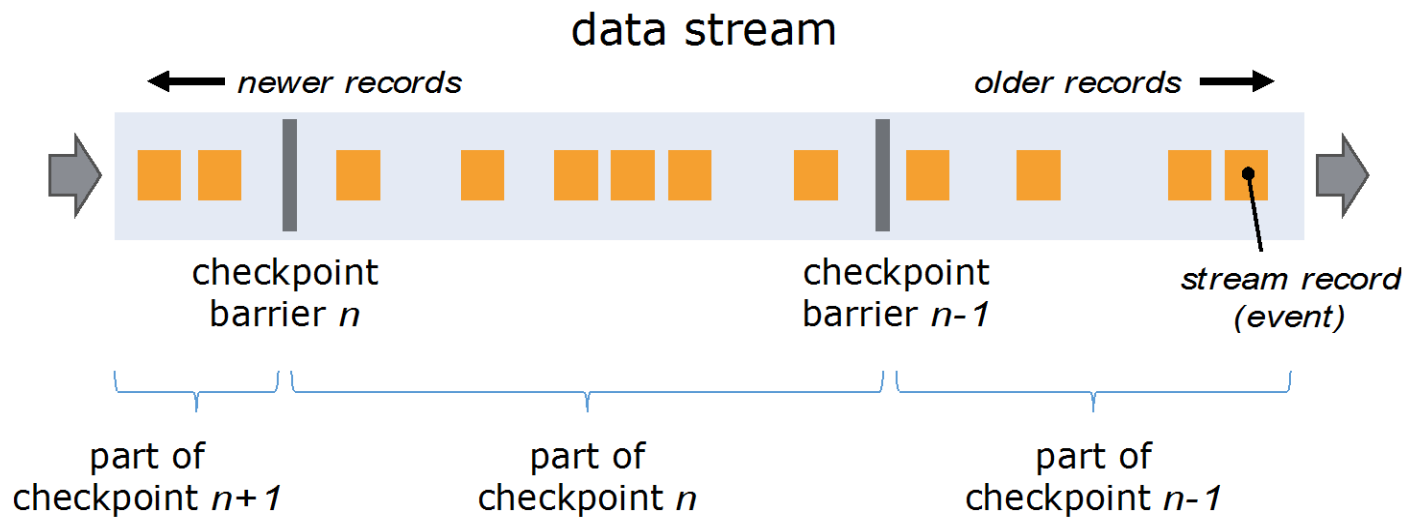 data stream
newer records
older records
checkpoint
barrier n
checkpoint
barrier n-1
stream record
(event)
part of
checkpoint n+1
part of
checkpoint n
part of
checkpoint n-1